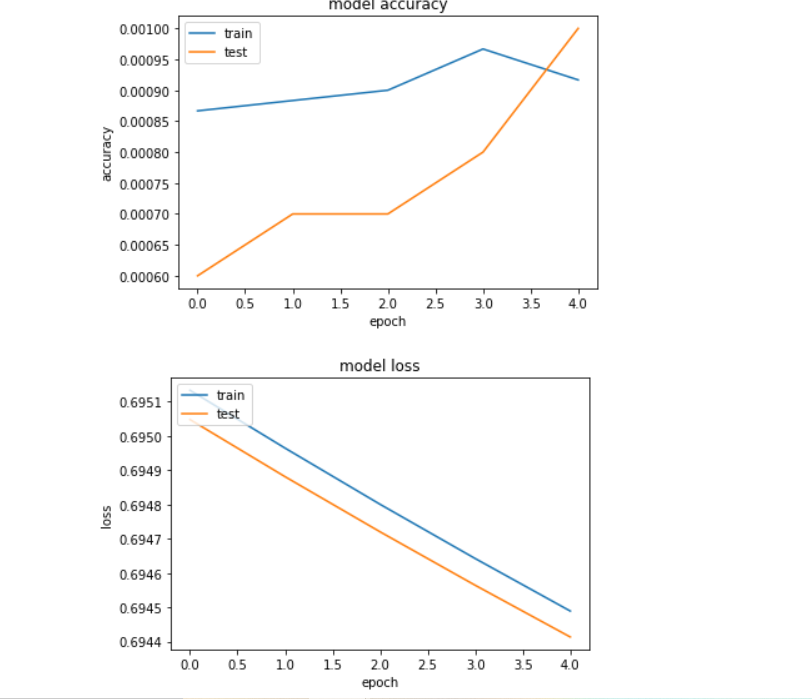 model accuracy
0.00100
0.00095
0.00090
0.00085
0.00080
0.00075
0.00070
0.00065
0.00060
accuracy
train
test
0.0 0.5 1.0 1.5 2.0 2.5 3.0 3.5 4.0
epoch
model loss
0.6951
0.6950
0.6949
0.6948
0.6947
0.6946
0.6945
0.6944
loss
train
test
0.0 0.5 1.0 1.5 2.0 2.5 3.0 3.5 4.0
epoch